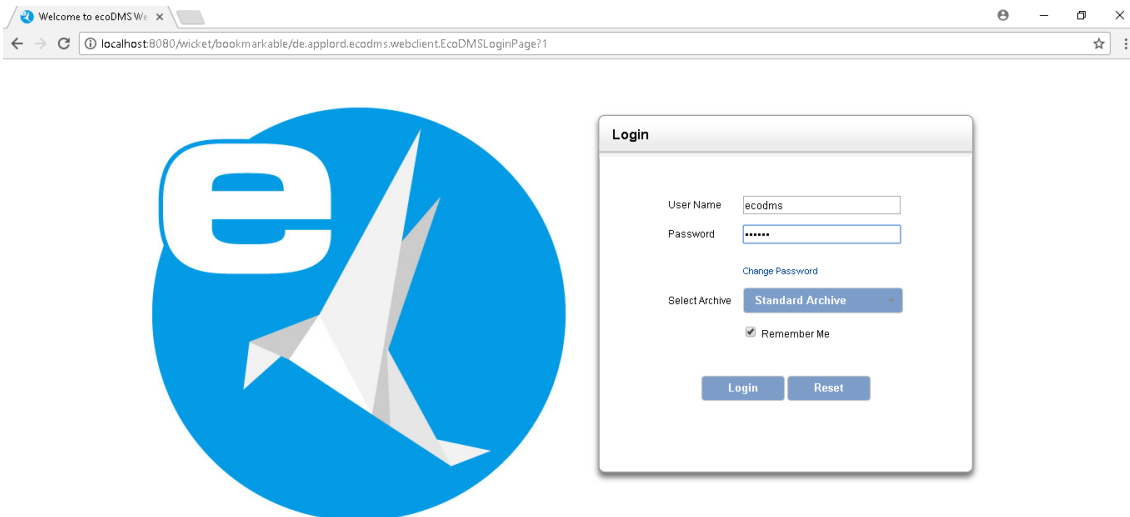 Welcome to ecoDMS We
localhost:8080/wicket/bookmarkable/de.applord.ecodms.webclient.EcoDMSLoginPage?1
e
Login
User Name ecodms
Password ••••••
Change Password
Select Archive Standard Archive
Remember Me
Login Reset